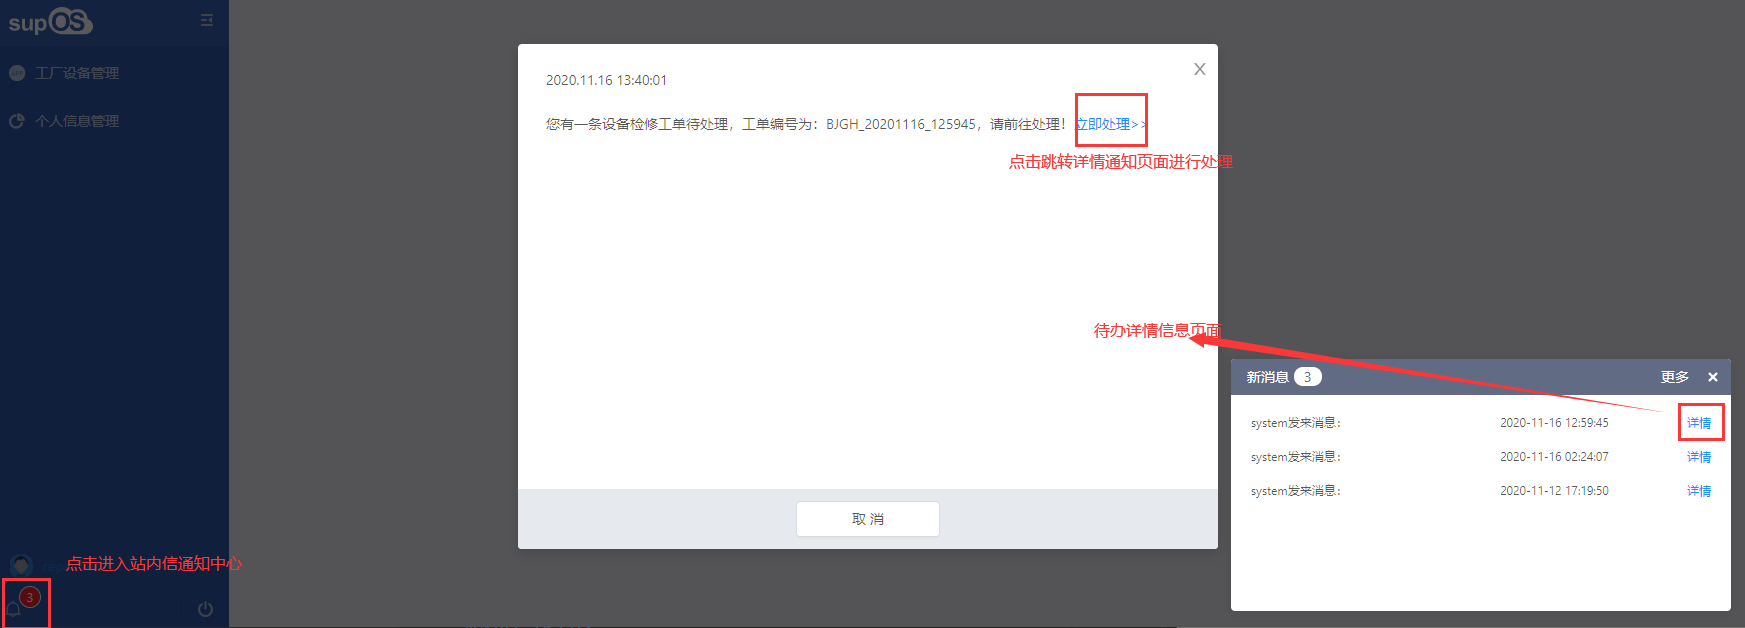 supOS
工厂设备管理
个人信息管理
2020.11.16 13:40:01
X
您有一条设备检修工单待处理，工单编号为：BJGH_20201116_125945，请前往处理！立即处理>>
点击跳转详情通知页面进行处理
待办详情信息页面
取 消
新消息 3 更多 ×
system发来消息： 2020-11-16 12:59:45 详情
system发来消息： 2020-11-16 02:24:07 详情
system发来消息： 2020-11-12 17:19:50 详情
点击进入站内信通知中心
3